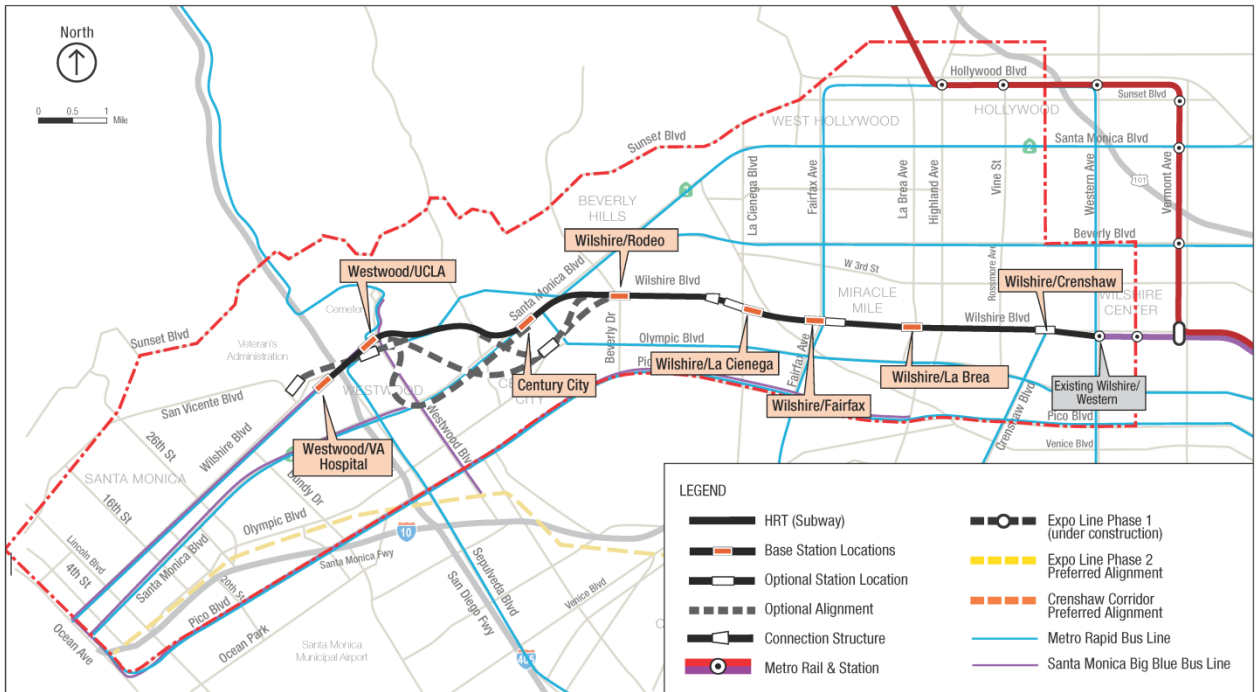 North
0 0.5 1
Mile
Hollywood Blvd
HOLLYWOOD
Sunset Blvd
WEST HOLLYWOOD
Sunset Blvd
2
Santa Monica Blvd
101
2
BEVERLY
HILLS
La Cienega Blvd
Fairfax Ave
La Brea Ave
Highland Ave
Vine St
Western Ave
Vermont Ave
Wilshire/Rodeo
Beverly Blvd
Westwood/UCLA
Santa Monica Blvd
Wilshire Blvd
W 3rd St
Rossmore Ave
Wilshire/Crenshaw
MIRACLE
MILE
Wilshire Blvd
WILSHIRE
CENTER
Sunset Blvd
Veteran's
Administration
Beverly Dr
Olympic Blvd
Wilshire/La Cienega
Fairfax Ave
Wilshire/La Brea
Existing Wilshire/
Western
WESTWOOD
Century City
CITY
Wilshire/Fairfax
Crenshaw Blvd
Pico Blvd
Venice Blvd
San Vicente Blvd
26th St
Wilshire Blvd
Westwood/VA
Hospital
SANTA MONICA
16th St
Olympic Blvd
10
Lincoln Blvd
4th St
Santa Monica Blvd
20th St
Santa Monica Fwy
Pico Blvd
Sepulveda Blvd
San Diego Fwy
Venice Blvd
Ocean Ave
Ocean Park
Santa Monica
Municipal Airport
405
LEGEND
HRT (Subway)
Base Station Locations
Optional Station Location
Optional Alignment
Connection Structure
Metro Rail & Station
Expo Line Phase 1
(under construction)
Expo Line Phase 2
Preferred Alignment
Crenshaw Corridor
Preferred Alignment
Metro Rapid Bus Line
Santa Monica Big Blue Bus Line